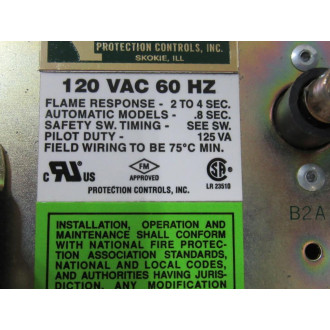 PROTECTION CONTROLS, INC.
SKOKIE, ILL
120 VAC 60 HZ
FLAME RESPONSE - 2 TO 4 SEC.
AUTOMATIC MODELS - .8 SEC.
SAFETY SW. TIMING - SEE SW.
PILOT DUTY - 125 VA
FIELD WIRING TO BE 75°C MIN.
C UL US
FM
APPROVED
SA
LR 23518
PROTECTION CONTROLS, INC.
INSTALLATION, OPERATION AND
MAINTENANCE SHALL CONFORM
WITH NATIONAL FIRE PROTEC-
TION ASSOCIATION STANDARDS,
NATIONAL AND LOCAL CODES,
AND AUTHORITIES HAVING JURIS-
DICTION. ANY MODIFICATION
B2A